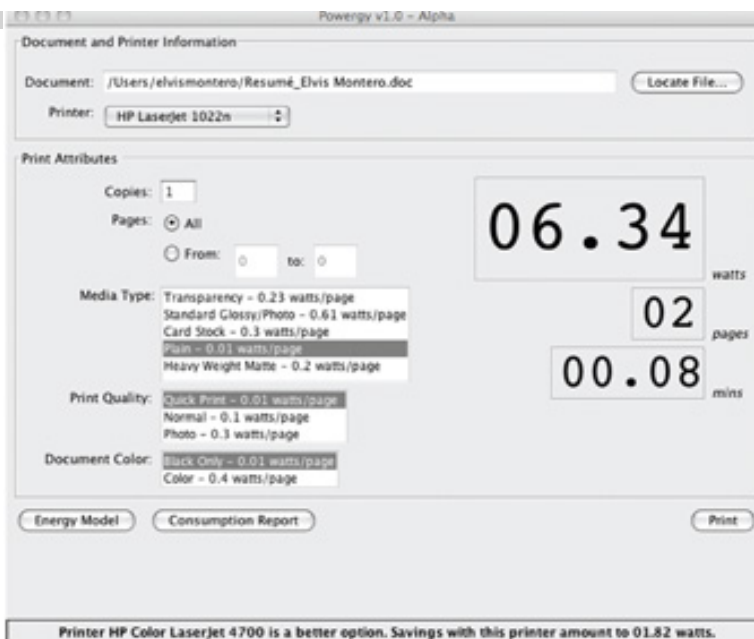 Powergy v1.0 – Alpha
Document and Printer Information
Document: /Users/elvismontero/Resumé_Elvis Montero.doc Locate File...
Printer: HP LaserJet 1022n
Print Attributes
Copies: 1
Pages: All
From: 0 to: 0
Media Type: Transparency – 0.23 watts/page
Standard Glossy/Photo – 0.61 watts/page
Card Stock – 0.3 watts/page
Plain – 0.01 watts/page
Heavy Weight Matte – 0.2 watts/page
Print Quality: Quick Print – 0.01 watts/page
Normal – 0.1 watts/page
Photo – 0.3 watts/page
Document Color: Black Only – 0.01 watts/page
Color – 0.4 watts/page
06.34 watts
02 pages
00.08 mins
Energy Model Consumption Report Print
Printer HP Color LaserJet 4700 is a better option. Savings with this printer amount to 01.82 watts.